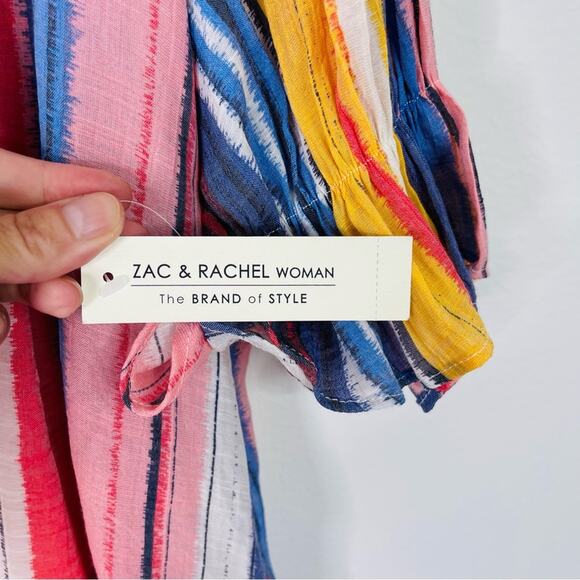 ZAC & RACHEL WOMAN
The BRAND of STYLE